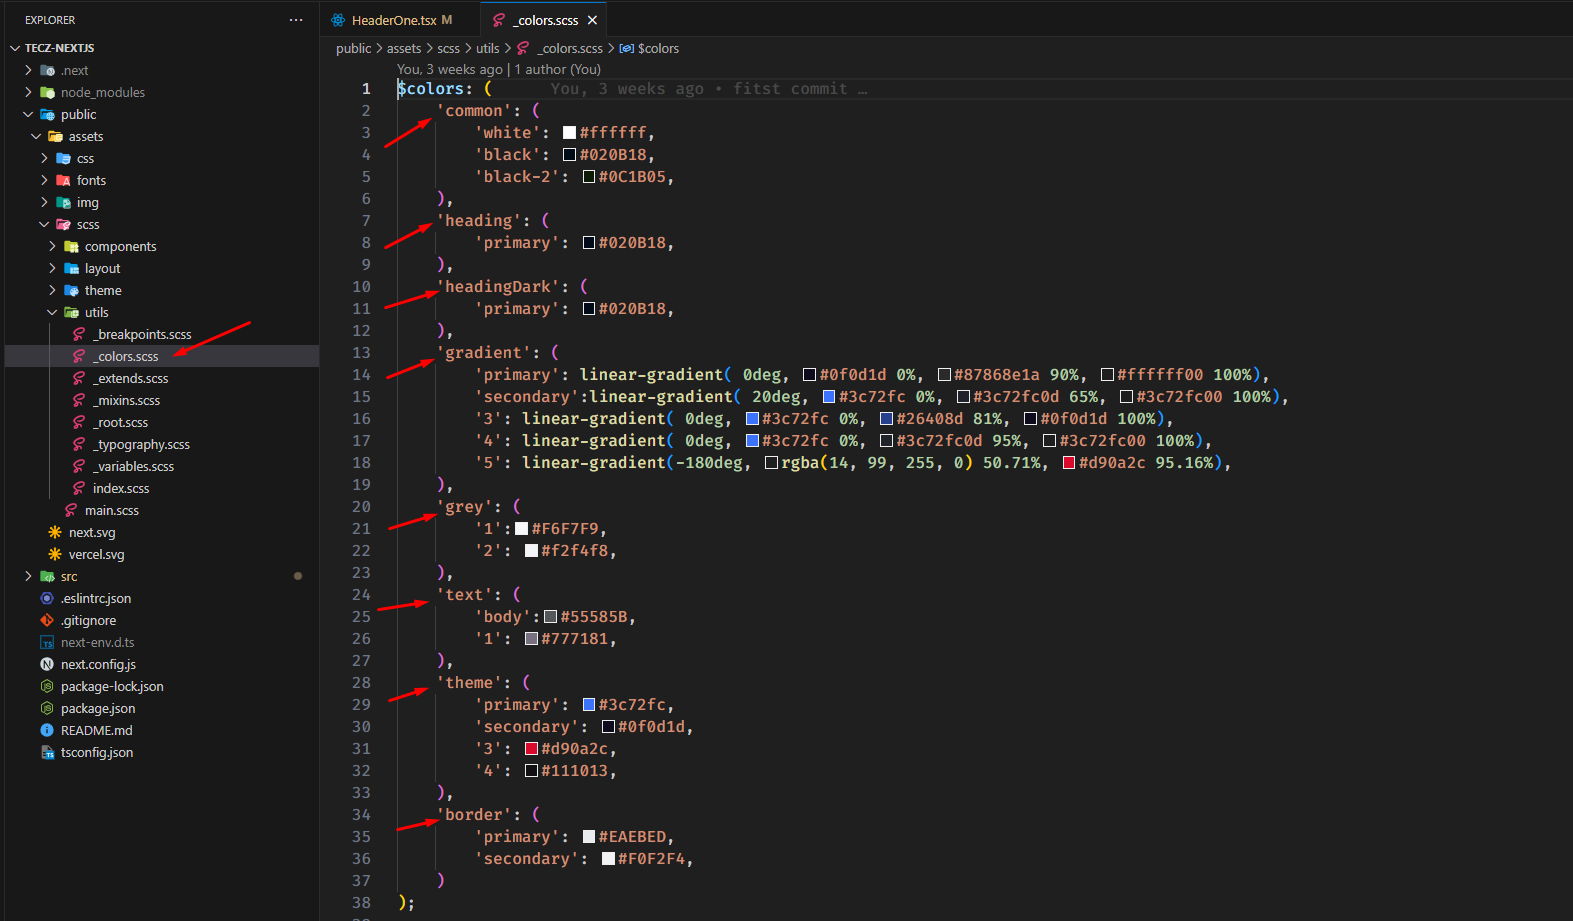 EXPLORER
···
TECZ-NEXTJS
.next
node_modules
public
assets
css
fonts
img
scss
components
layout
theme
utils
_breakpoints.scss
_colors.scss
_extends.scss
_mixins.scss
_root.scss
_typography.scss
_variables.scss
index.scss
main.scss
next.svg
vercel.svg
src
.eslintrc.json
.gitignore
next-env.d.ts
next.config.js
package-lock.json
package.json
README.md
tsconfig.json
HeaderOne.tsx M
_colors.scss
public > assets > scss > utils > _colors.scss > $colors
You, 3 weeks ago | 1 author (You)
1 $colors: ( You, 3 weeks ago • fitst commit …
2 'common': (
3 'white': #ffffff,
4 'black': #020B18,
5 'black-2': #0C1B05,
6 ),
7 'heading': (
8 'primary': #020B18,
9 ),
10 'headingDark': (
11 'primary': #020B18,
12 ),
13 'gradient': (
14 'primary': linear-gradient( 0deg, #0f0d1d 0%, #87868e1a 90%, #ffffff00 100%),
15 'secondary':linear-gradient( 20deg, #3c72fc 0%, #3c72fc0d 65%, #3c72fc00 100%),
16 '3': linear-gradient( 0deg, #3c72fc 0%, #26408d 81%, #0f0d1d 100%),
17 '4': linear-gradient( 0deg, #3c72fc 0%, #3c72fc0d 95%, #3c72fc00 100%),
18 '5': linear-gradient(-180deg, rgba(14, 99, 255, 0) 50.71%, #d90a2c 95.16%),
19 ),
20 'grey': (
21 '1': #F6F7F9,
22 '2': #f2f4f8,
23 ),
24 'text': (
25 'body': #55585B,
26 '1': #777181,
27 ),
28 'theme': (
29 'primary': #3c72fc,
30 'secondary': #0f0d1d,
31 '3': #d90a2c,
32 '4': #111013,
33 ),
34 'border': (
35 'primary': #EAEBED,
36 'secondary': #F0F2F4,
37 )
38 );